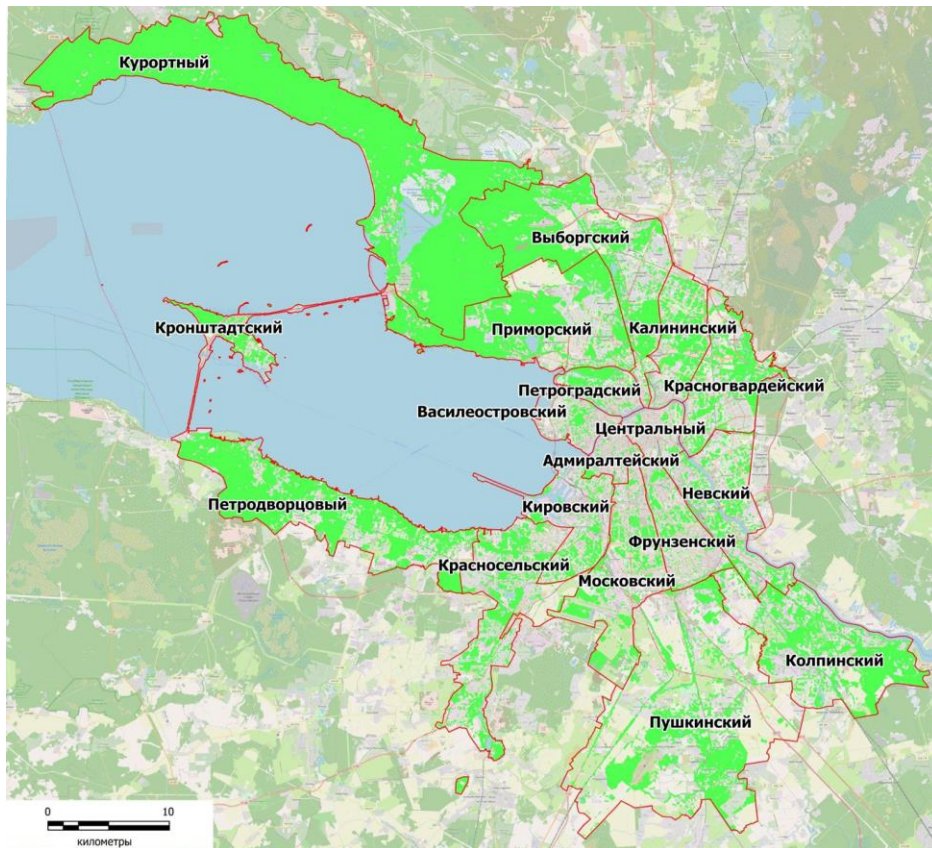 Курортный
Выборгский
Кронштадтский
Приморский
Калининский
Петроградский
Красногвардейский
Василеостровский
Центральный
Адмиралтейский
Невский
Петродворцовый
Кировский
Фрунзенский
Красносельский
Московский
Колпинский
Пушкинский
0 10
километры